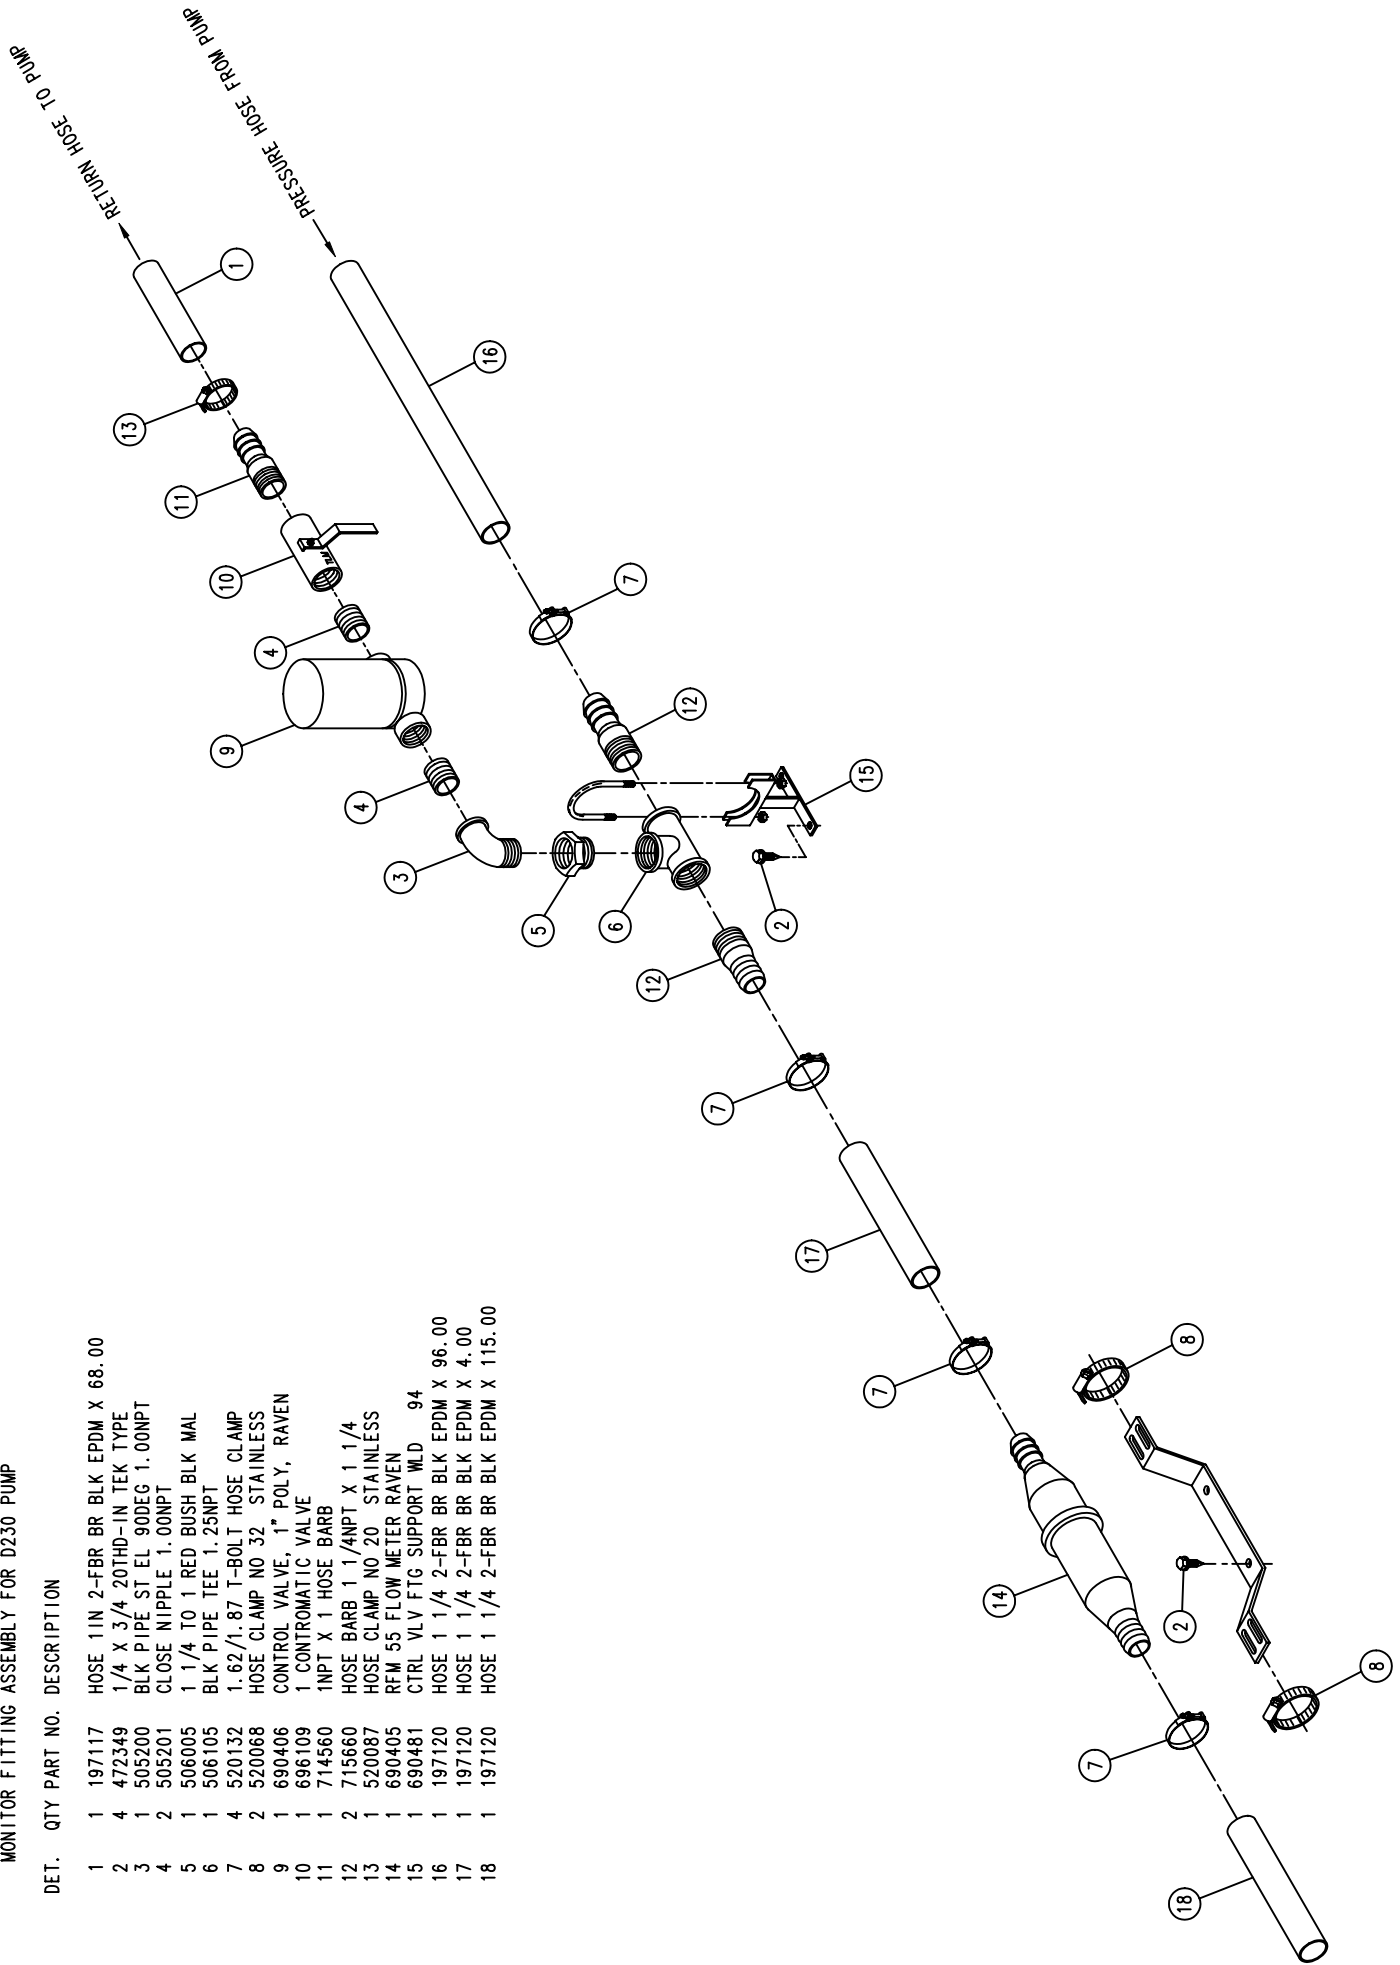 MONITOR FITTING ASSEMBLY FOR D230 PUMP
DET. QTY PART NO. DESCRIPTION
1 1 197117 HOSE 1IN 2-FBR BR BLK EPDM X 68.00
2 4 472349 1/4 X 3/4 20THD-IN TEK TYPE
3 1 505200 BLK PIPE ST EL 90DEG 1.00NPT
4 2 505201 CLOSE NIPPLE 1.00NPT
5 1 506005 1 1/4 TO 1 RED BUSH BLK MAL
6 1 506105 BLK PIPE TEE 1.25NPT
7 4 520132 1.62/1.87 T-BOLT HOSE CLAMP
8 2 520068 HOSE CLAMP NO 32 STAINLESS
9 1 690406 CONTROL VALVE, 1" POLY, RAVEN
10 1 696109 1 CONTROMATIC VALVE
11 1 714560 1NPT X 1 HOSE BARB
12 2 715660 HOSE BARB 1 1/4NPT X 1 1/4
13 1 520087 HOSE CLAMP NO 20 STAINLESS
14 1 690405 RFM 55 FLOW METER RAVEN
15 1 690481 CTRL VLV FTG SUPPORT WLD 94
16 1 197120 HOSE 1 1/4 2-FBR BR BLK EPDM X 96.00
17 1 197120 HOSE 1 1/4 2-FBR BR BLK EPDM X 4.00
18 1 197120 HOSE 1 1/4 2-FBR BR BLK EPDM X 115.00
RETURN HOSE TO PUMP
PRESSURE HOSE FROM PUMP
1
13
11
10
4
9
4
3
5
6
16
7
12
15
2
12
7
17
7
8
14
2
8
7
18